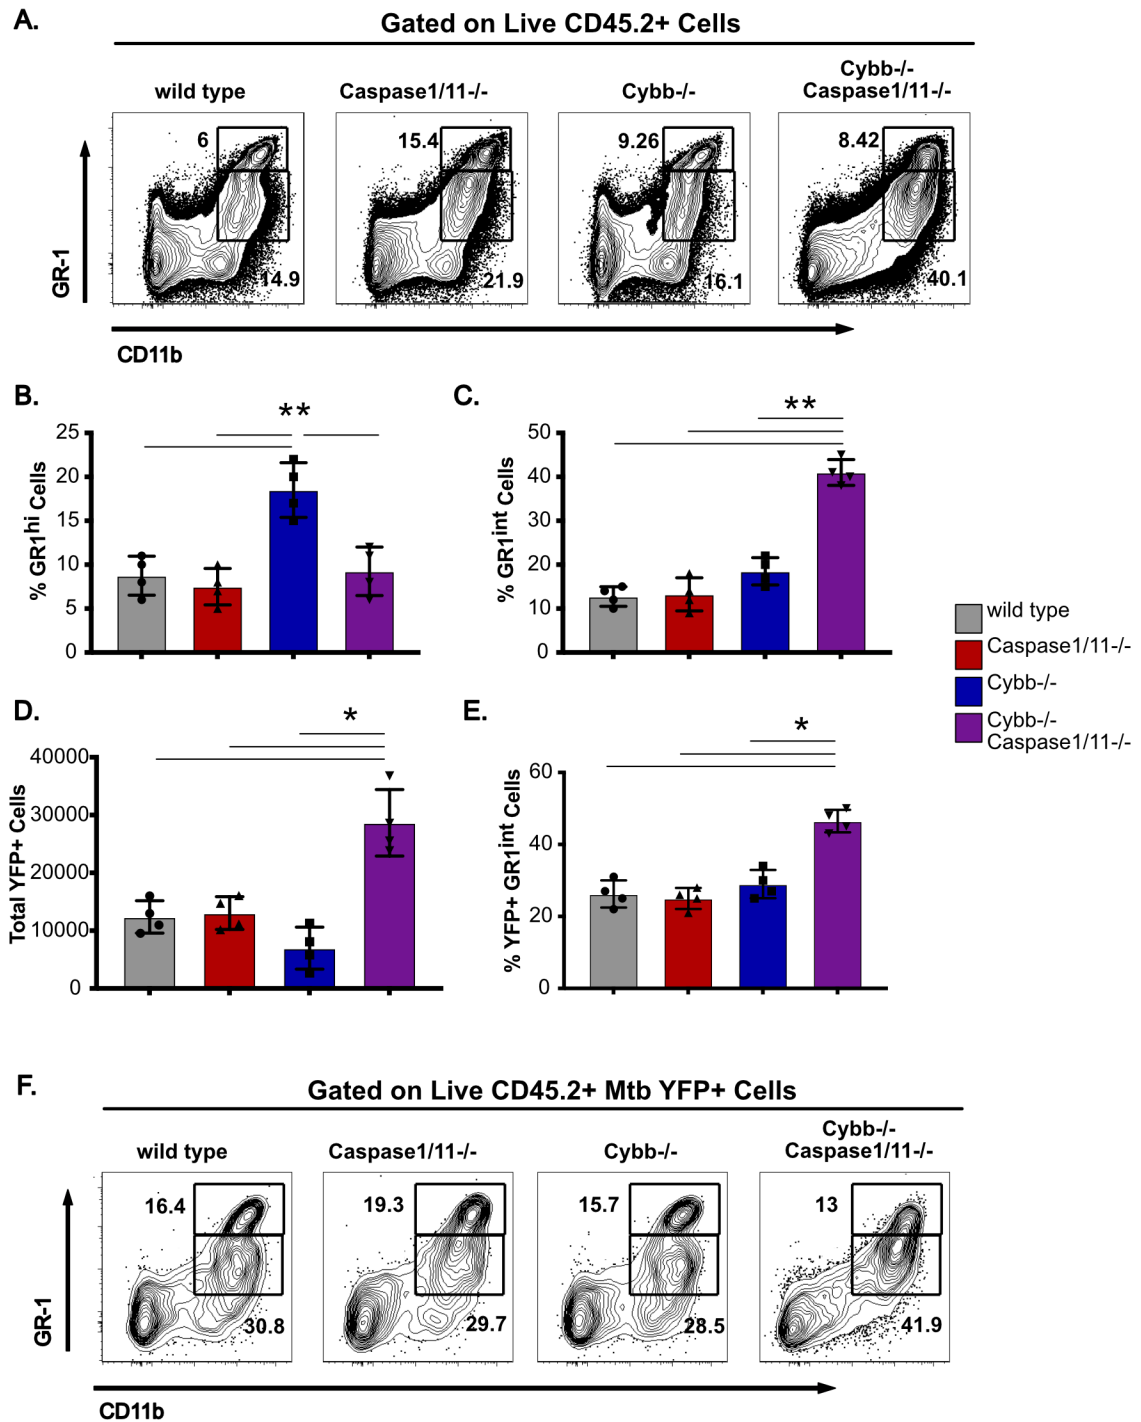 A.
Gated on Live CD45.2+ Cells
wild type
Caspase1/11-/-
Cybb-/-
Cybb-/-
Caspase1/11-/-
6
15.4
9.26
8.42
14.9
21.9
16.1
40.1
GR-1
CD11b
B.
**
% GR1hi Cells
25
20
15
10
5
0
C.
**
% GR1int Cells
50
40
30
20
10
0
wild type
Caspase1/11-/-
Cybb-/-
Cybb-/-
Caspase1/11-/-
D.
*
Total YFP+ Cells
40000
30000
20000
10000
0
E.
*
% YFP+ GR1int Cells
60
40
20
0
F.
Gated on Live CD45.2+ Mtb YFP+ Cells
wild type
Caspase1/11-/-
Cybb-/-
Cybb-/-
Caspase1/11-/-
16.4
19.3
15.7
13
30.8
29.7
28.5
41.9
GR-1
CD11b